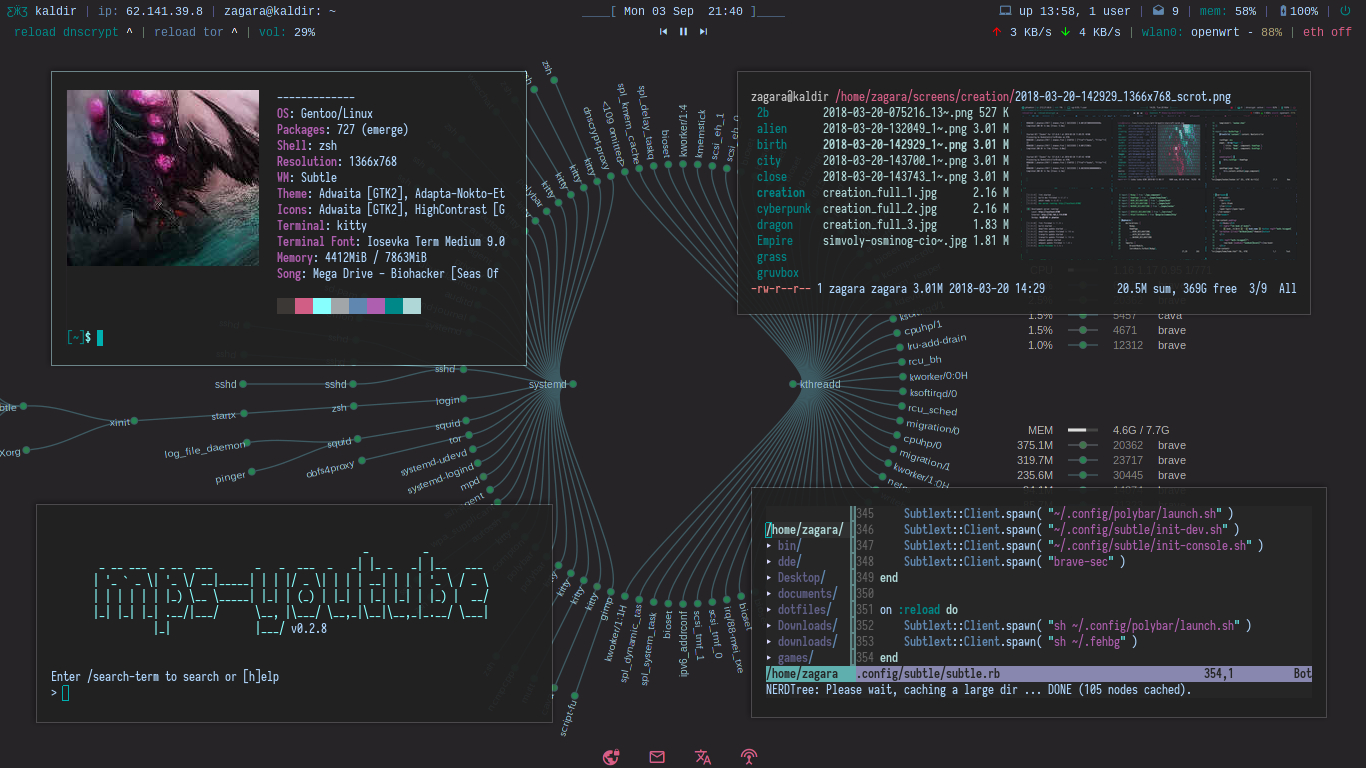 kaldir | ip: 62.141.39.8 | zagara@kaldir: ~
____[ Mon 03 Sep 21:40 ]____
up 13:58, 1 user | 9 | mem: 58% | 100% |
reload dnscrypt ^ | reload tor ^ | vol: 29%
3 KB/s 4 KB/s | wlan0: openwrt - 88% | eth off
-------------
OS: Gentoo/Linux
Packages: 727 (emerge)
Shell: zsh
Resolution: 1366x768
WM: Subtle
Theme: Adwaita [GTK2], Adapta-Nokto-Et
Icons: Adwaita [GTK2], HighContrast [G
Terminal: kitty
Terminal Font: Iosevka Term Medium 9.0
Memory: 4412MiB / 7863MiB
Song: Mega Drive - Biohacker [Seas Of
[~]$
zagara@kaldir /home/zagara/screens/creation/2018-03-20-142929_1366x768_scrot.png
2b 2018-03-20-075216_13~.png 527 K
alien 2018-03-20-132049_1~.png 3.01 M
birth 2018-03-20-142929_1~.png 3.01 M
city 2018-03-20-143700_1~.png 3.01 M
close 2018-03-20-143743_1~.png 3.01 M
creation creation_full_1.jpg 2.16 M
cyberpunk creation_full_2.jpg 2.16 M
dragon creation_full_3.jpg 1.83 M
Empire simvoly-osminog-cio~.jpg 1.81 M
grass
gruvbox
-rw-r--r-- 1 zagara zagara 3.01M 2018-03-20 14:29 20.5M sum, 369G free 3/9 All
zsh
dnscrypt-proxy
<109 omitted>
spl_kmem_cache
spl_delay_taskq
bioset
kworker/1:4
kmemstick
scsi_eh_1
kitty
kitty
kitty
kitty
1.5% 5457 cava
1.5% 4671 brave
1.0% 12312 brave
cpuhp/1
ku-add-drain
rcu_bh
kworker/0:0H
ksoftirqd/0
rcu_sched
migration/0
cpuhp/0
migration/1
kworker/1:0H
systemd
kthreadd
sshd
sshd
sshd
xinit
startx
zsh
login
Xorg
log_file_daemon
squid
squid
pinger
obfs4proxy
tor
systemd-udevd
systemd-logind
mpd
MEM 4.6G / 7.7G
375.1M 20362 brave
319.7M 23717 brave
235.6M 30445 brave
kitty
kitty
kitty
gimp
script-fu
kworker/1:1H
spl_dynamic_tas
spl_system_task
bioset
ipv6_addrconf
scsi_tmf_1
scsi_tmf_0
irq/88-mei_txe
bioset
mps-youtube
v0.2.8
Enter /search-term to search or [h]elp
>
345 Subtlext::Client.spawn( "~/.config/polybar/launch.sh" )
/home/zagara/ 346 Subtlext::Client.spawn( "~/.config/subtle/init-dev.sh" )
▸ bin/ 347 Subtlext::Client.spawn( "~/.config/subtle/init-console.sh" )
▸ dde/ 348 Subtlext::Client.spawn( "brave-sec" )
▸ Desktop/ 349 end
▸ documents/ 350
▸ dotfiles/ 351 on :reload do
▸ Downloads/ 352 Subtlext::Client.spawn( "sh ~/.config/polybar/launch.sh" )
▸ downloads/ 353 Subtlext::Client.spawn( "sh ~/.fehbg" )
▸ games/ 354 end
/home/zagara .config/subtle/subtle.rb 354,1 Bot
NERDTree: Please wait, caching a large dir ... DONE (105 nodes cached).